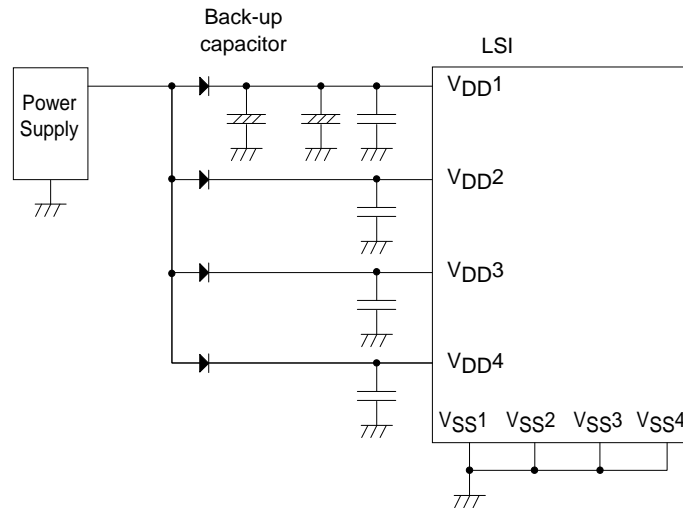 Back-up
capacitor
LSI
Power
Supply
VDD1
VDD2
VDD3
VDD4
VSS1 VSS2 VSS3 VSS4